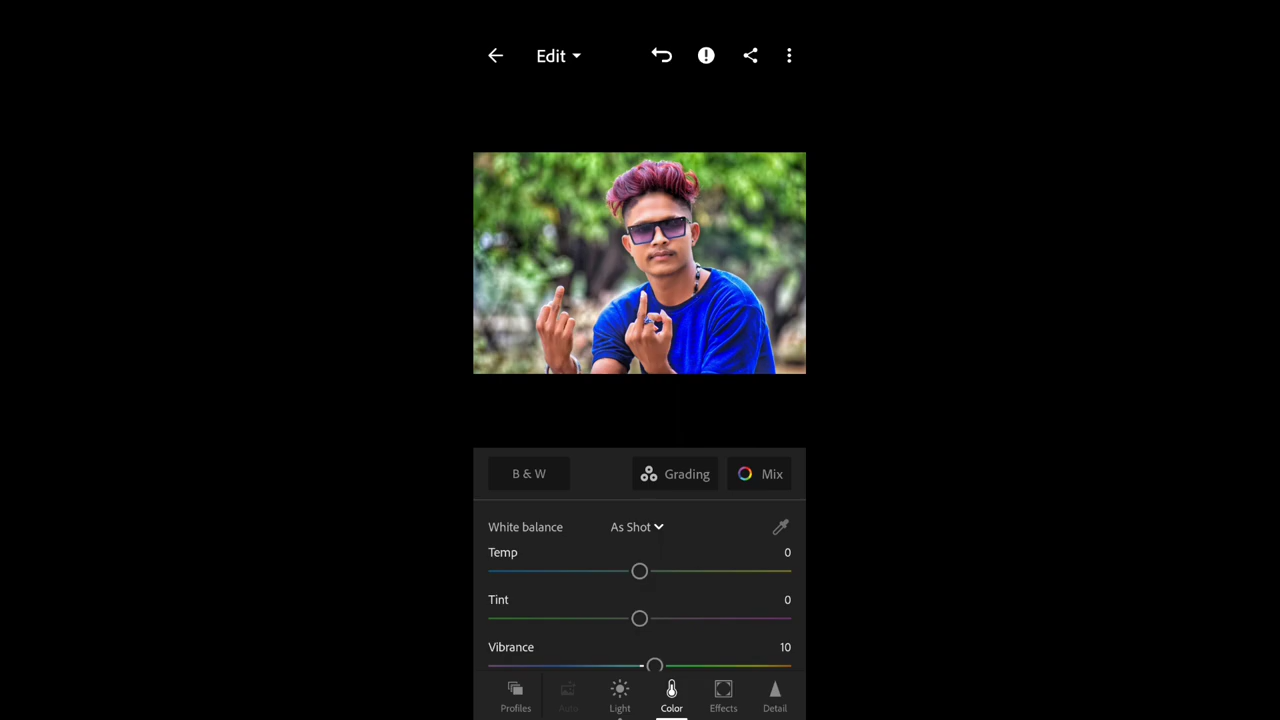 Edit
B & W
Grading
Mix
White balance
As Shot
Temp
0
Tint
0
Vibrance
10
Profiles
Auto
Light
Color
Effects
Detail